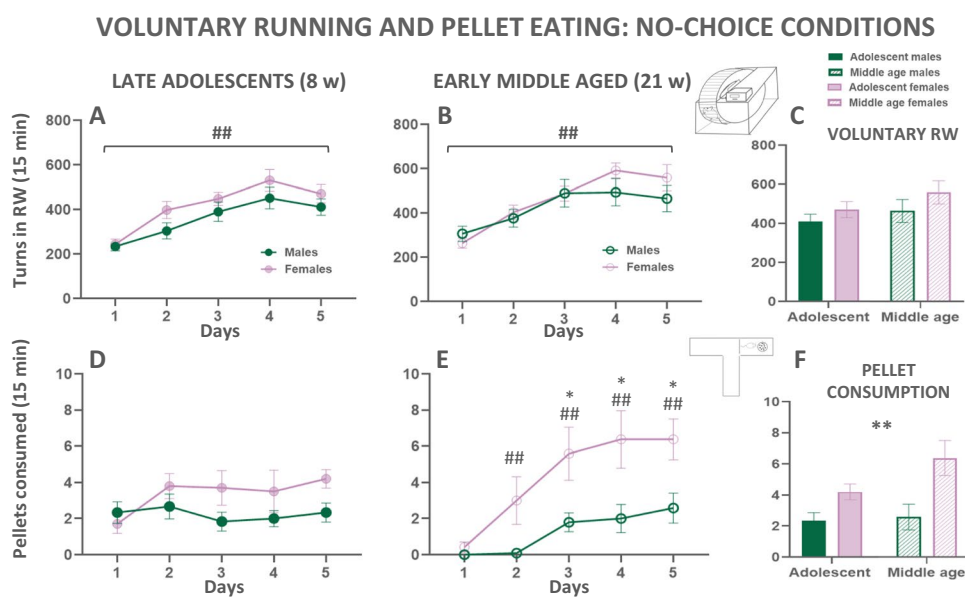 VOLUNTARY RUNNING AND PELLET EATING: NO-CHOICE CONDITIONS
Adolescent males
Middle age males
Adolescent females
Middle age females
LATE ADOLESCENTS (8 w)
EARLY MIDDLE AGED (21 w)
A
B
C
VOLUNTARY RW
Turns in RW (15 min)
800
600
400
200
0
##
Males
Females
1 2 3 4 5
Days
800
600
400
200
0
##
Males
Females
1 2 3 4 5
Days
800
600
400
200
0
Adolescent Middle age
D
E
F
PELLET
CONSUMPTION
Pellets consumed (15 min)
10
8
6
4
2
0
1 2 3 4 5
Days
10
8
6
4
2
0
* * *
## ## ## ##
1 2 3 4 5
Days
10
8
6
4
2
0
**
Adolescent Middle age